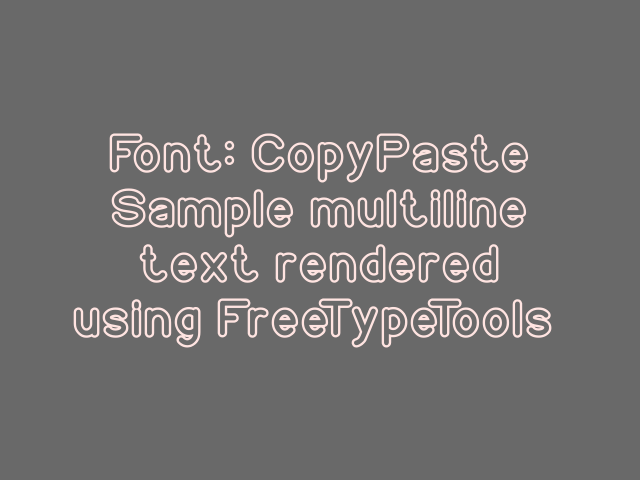 Font: CopyPaste
Sample multiline
text rendered
using FreeTypeTools